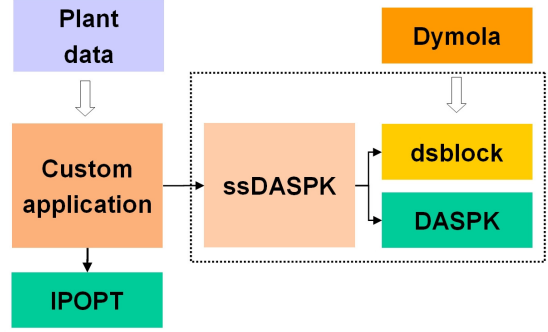 Plant
data
Dymola
Custom
application
ssDASPK
dsblock
DASPK
IPOPT